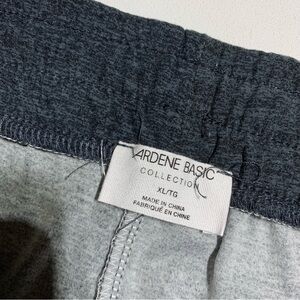 ARDENE BASIC
COLLECTION
XL/TG
MADE IN CHINA
FABRIQUÉ EN CHINE